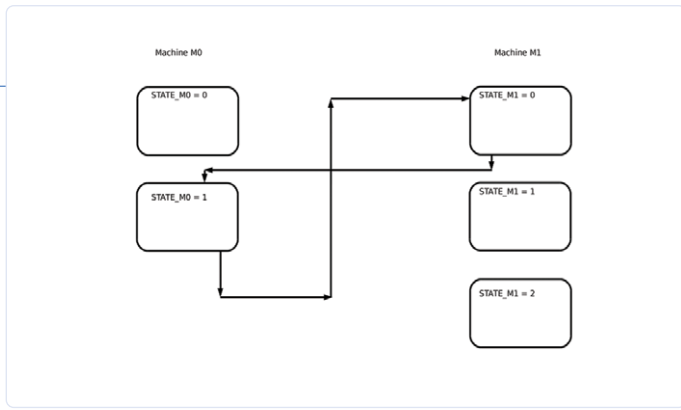 Machine M0
Machine M1
STATE_M0 = 0
STATE_M1 = 0
STATE_M0 = 1
STATE_M1 = 1
STATE_M1 = 2